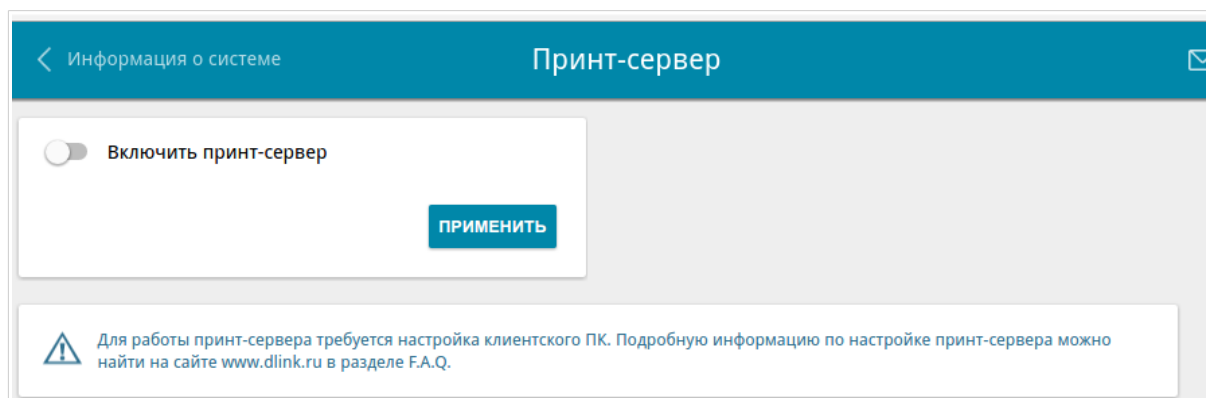 Информация о системе
Принт-сервер
Включить принт-сервер
ПРИМЕНИТЬ
Для работы принт-сервера требуется настройка клиентского ПК. Подробную информацию по настройке принт-сервера можно
найти на сайте www.dlink.ru в разделе F.A.Q.